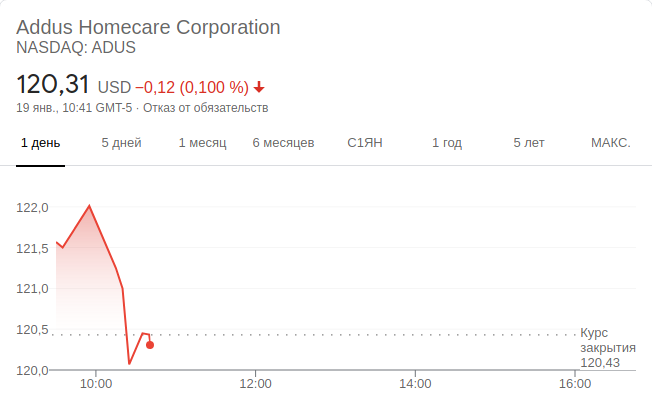 Addus Homecare Corporation
NASDAQ: ADUS
120,31 USD −0,12 (0,100 %)
19 янв., 10:41 GMT-5 · Отказ от обязательств
1 день 5 дней 1 месяц 6 месяцев С1ЯН 1 год 5 лет МАКС.
122,0
121,5
121,0
120,5
120,0
Курс
закрытия
120,43
10:00 12:00 14:00 16:00